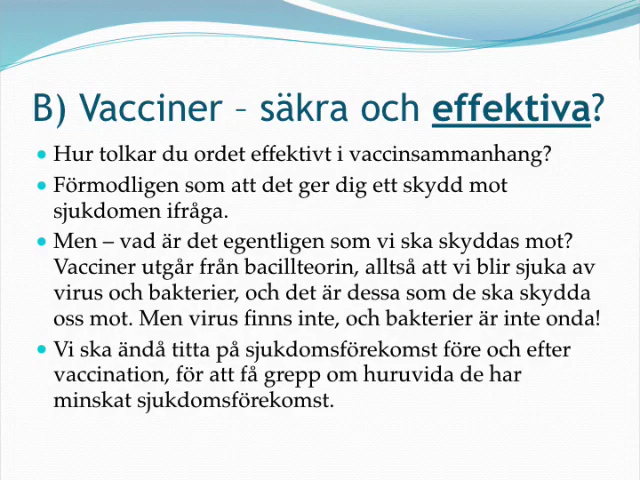 B) Vacciner – säkra och effektiva?
Hur tolkar du ordet effektivt i vaccinsammanhang?
Förmodligen som att det ger dig ett skydd mot
sjukdomen ifråga.
Men – vad är det egentligen som vi ska skyddas mot?
Vacciner utgår från bacillteorin, alltså att vi blir sjuka av
virus och bakterier, och det är dessa som de ska skydda
oss mot. Men virus finns inte, och bakterier är inte onda!
Vi ska ändå titta på sjukdomsförekomst före och efter
vaccination, för att få grepp om huruvida de har
minskat sjukdomsförekomst.